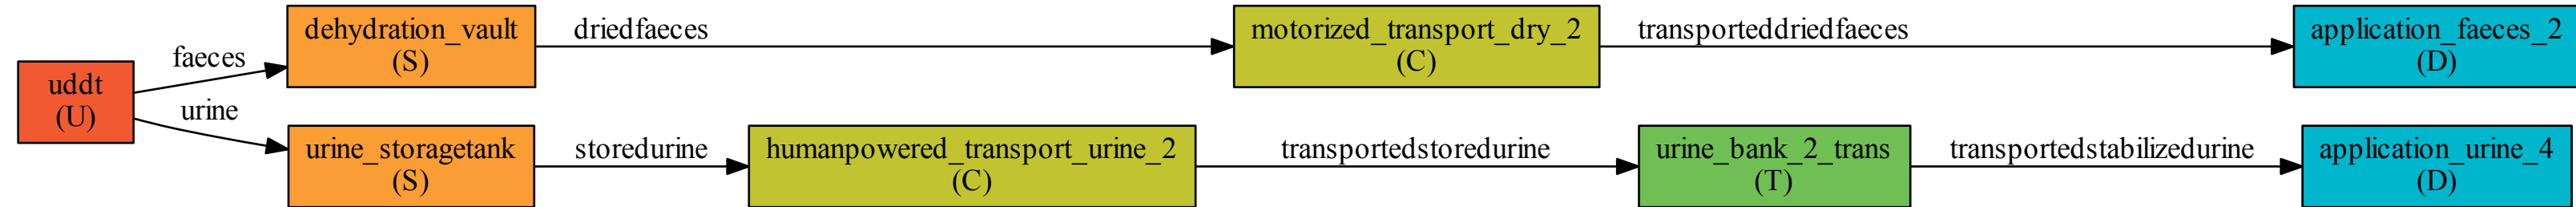 uddt
(U)
faeces
urine
dehydration_vault
(S)
driedfaeces
motorized_transport_dry_2
(C)
transporteddriedfaeces
application_faeces_2
(D)
urine_storagetank
(S)
storedurine
humanpowered_transport_urine_2
(C)
transportedstoredurine
urine_bank_2_trans
(T)
transportedstabilizedurine
application_urine_4
(D)